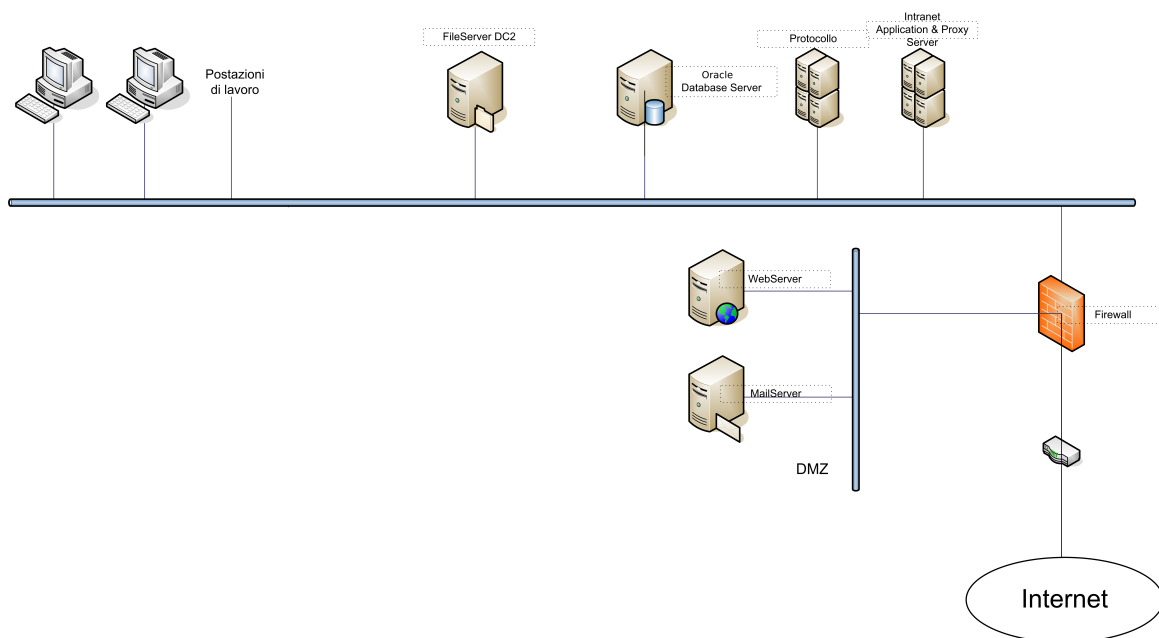 FileServer DC2
Protocollo
Intranet
Application & Proxy
Server
Postazioni
di lavoro
Oracle
Database Server
WebServer
Firewall
MailServer
DMZ
Internet